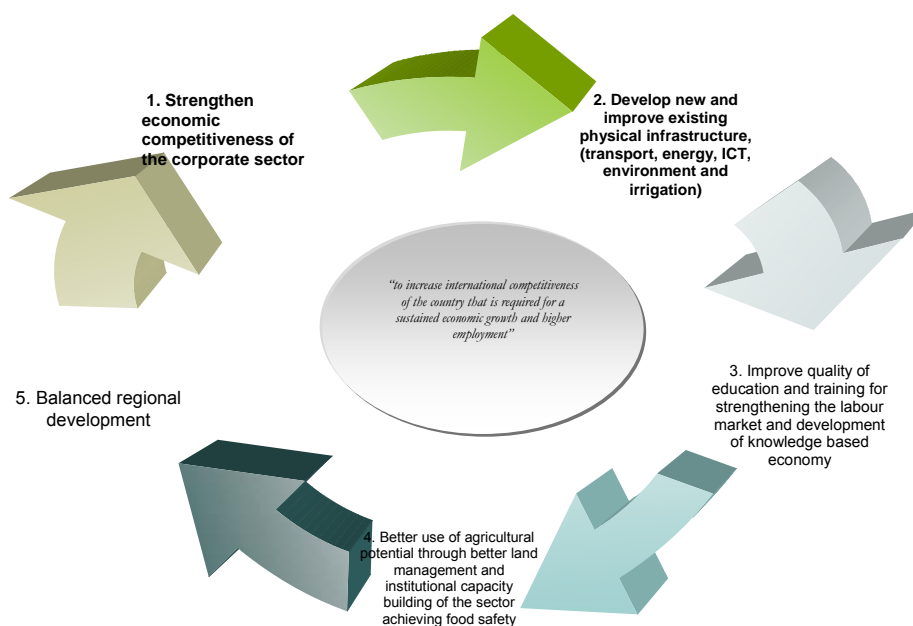 1. Strengthen
economic
competitiveness of
the corporate sector
2. Develop new and
improve existing
physical infrastructure,
(transport, energy, ICT,
environment and
irrigation)
“to increase international competitiveness
of the country that is required for a
sustained economic growth and higher
employment”
3. Improve quality of
education and training for
strengthening the labour
market and development
of knowledge based
economy
4. Better use of agricultural
potential through better land
management and
institutional capacity
building of the sector
achieving food safety
5. Balanced regional
development